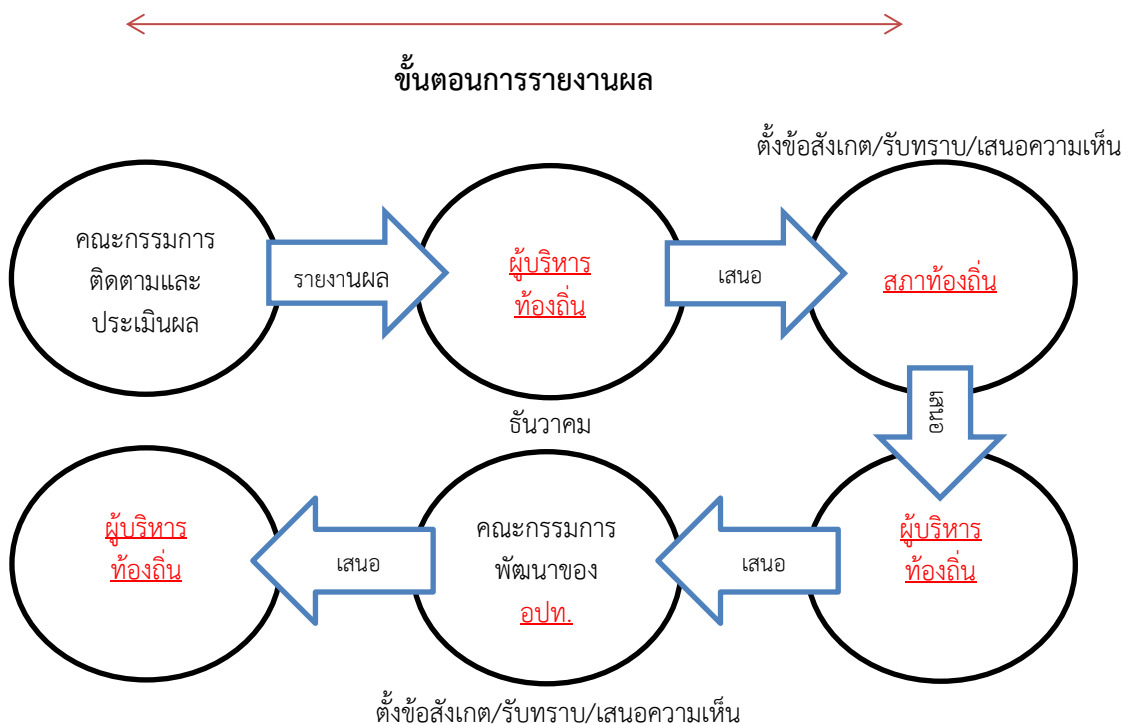 ขั้นตอนการรายงานผล
ตั้งข้อสังเกต/รับทราบ/เสนอความเห็น
คณะกรรมการ
ติดตามและ
ประเมินผล
รายงานผล
ผู้บริหาร
ท้องถิ่น
เสนอ
สภาท้องถิ่น
เสนอ
ธันวาคม
ผู้บริหาร
ท้องถิ่น
เสนอ
คณะกรรมการ
พัฒนาของ
อปท.
เสนอ
ผู้บริหาร
ท้องถิ่น
ตั้งข้อสังเกต/รับทราบ/เสนอความเห็น